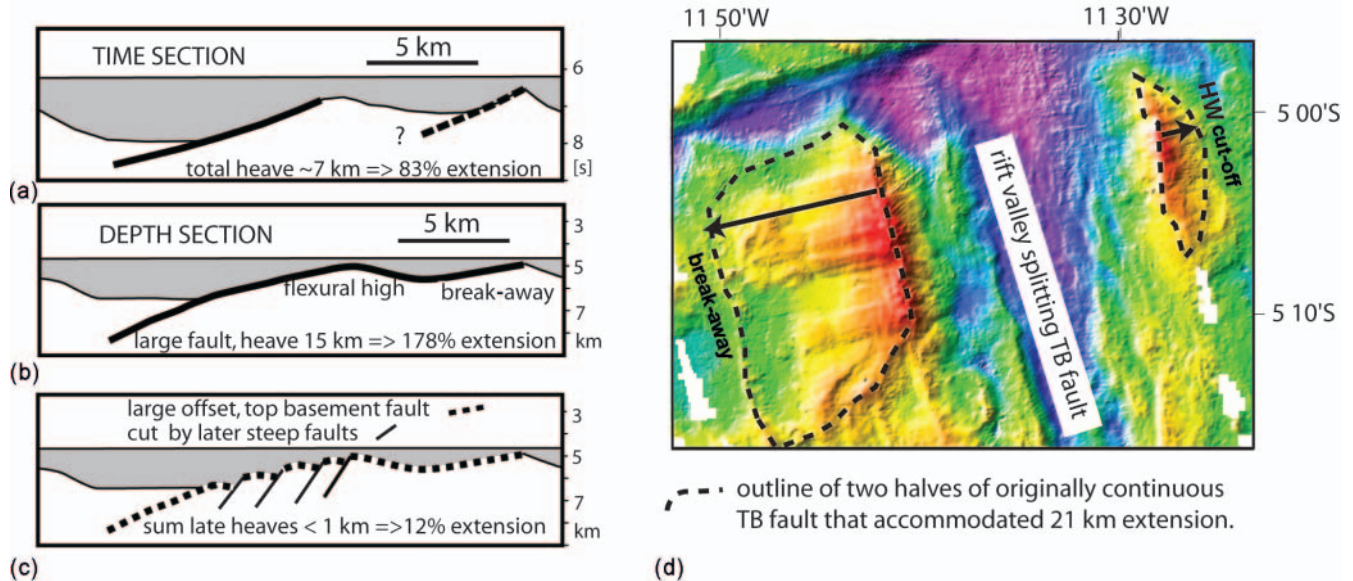 (a)
TIME SECTION
5 km
6
8
[s]
?
total heave ~7 km => 83% extension
(b)
DEPTH SECTION
5 km
3
5
7
km
flexural high
break-away
large fault, heave 15 km => 178% extension
(c)
large offset, top basement fault
cut by later steep faults
3
5
7
km
sum late heaves < 1 km =>12% extension
(d)
11 50'W
11 30'W
5 00'S
5 10'S
break-away
rift valley splitting TB fault
HW cut-off
outline of two halves of originally continuous
TB fault that accommodated 21 km extension.